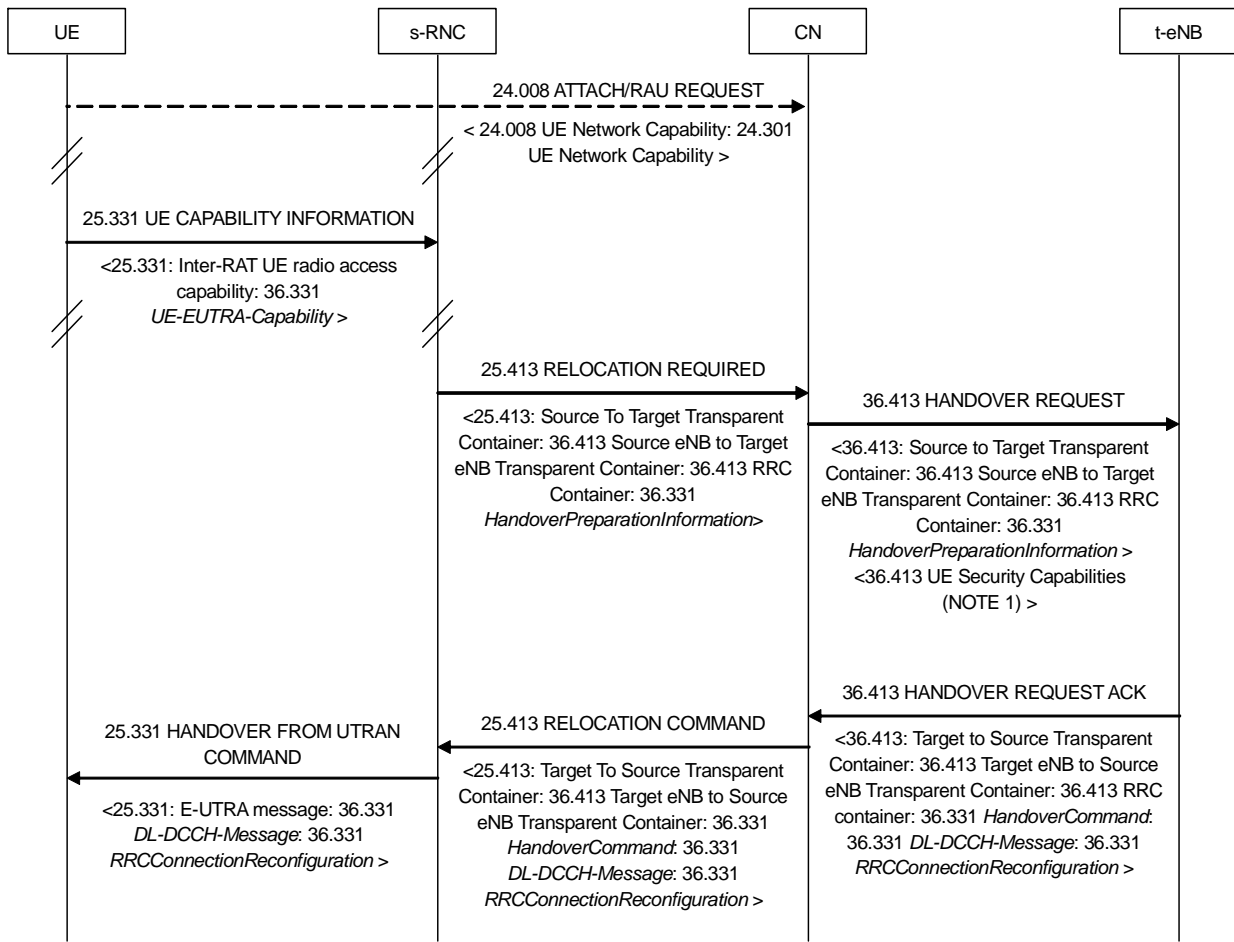 UE
s-RNC
CN
t-eNB
24.008 ATTACH/RAU REQUEST
< 24.008 UE Network Capability: 24.301
UE Network Capability >
25.331 UE CAPABILITY INFORMATION
<25.331: Inter-RAT UE radio access
capability: 36.331
UE-EUTRA-Capability >
25.413 RELOCATION REQUIRED
<25.413: Source To Target Transparent
Container: 36.413 Source eNB to Target
eNB Transparent Container: 36.413 RRC
Container: 36.331
HandoverPreparationInformation>
36.413 HANDOVER REQUEST
<36.413: Source to Target Transparent
Container: 36.413 Source eNB to Target
eNB Transparent Container: 36.413 RRC
Container: 36.331
HandoverPreparationInformation >
<36.413 UE Security Capabilities
(NOTE 1) >
36.413 HANDOVER REQUEST ACK
<36.413: Target to Source Transparent
Container: 36.413 Target eNB to Source
eNB Transparent Container: 36.413 RRC
container: 36.331 HandoverCommand:
36.331 DL-DCCH-Message: 36.331
RRCConnectionReconfiguration >
25.413 RELOCATION COMMAND
<25.413: Target To Source Transparent
Container: 36.413 Target eNB to Source
eNB Transparent Container: 36.331
HandoverCommand: 36.331
DL-DCCH-Message: 36.331
RRCConnectionReconfiguration >
25.331 HANDOVER FROM UTRAN
COMMAND
<25.331: E-UTRA message: 36.331
DL-DCCH-Message: 36.331
RRCConnectionReconfiguration >